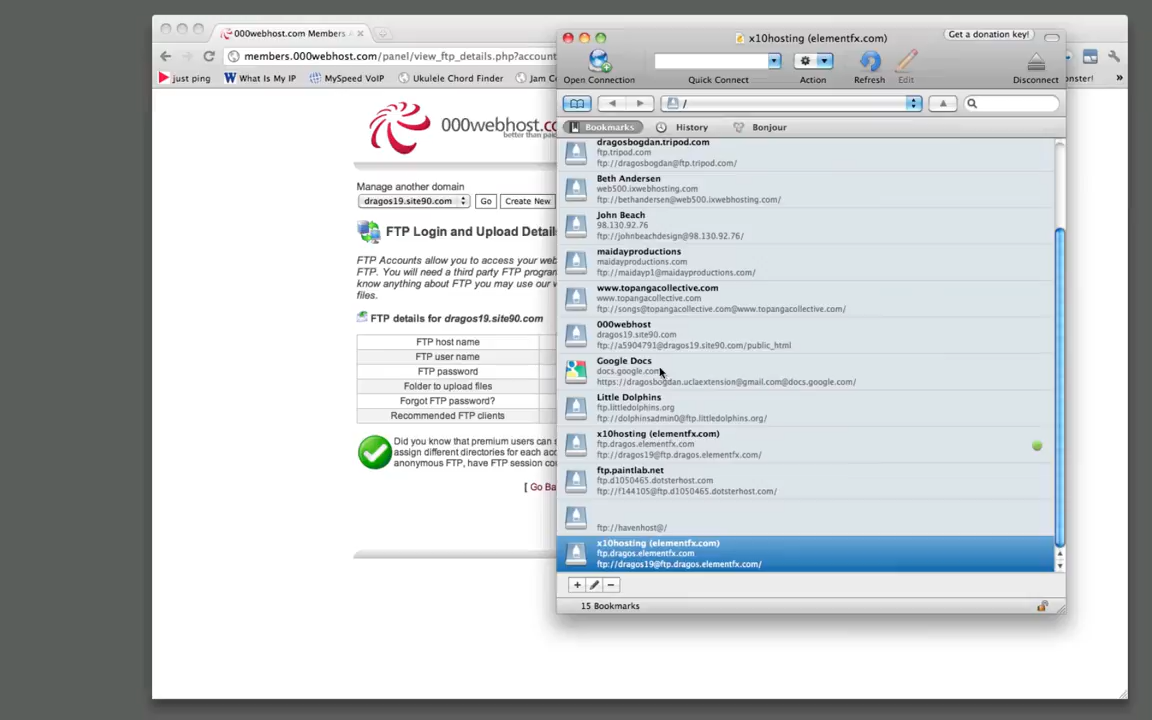 000webhost.com Members
members.000webhost.com/panel/view_ftp_details.php?account
just ping
What Is My IP
MySpeed VoIP
Ukulele Chord Finder
Jam
»
000webhost.co
better than pai
Manage another domain
dragos19.site90.com
Go
Create New
FTP Login and Upload Detail
FTP Accounts allow you to access your web
FTP. You will need a third party FTP program
know anything about FTP you may use our w
files.
FTP details for dragos19.site90.com
FTP host name
FTP user name
FTP password
Folder to upload files
Forgot FTP password?
Recommended FTP clients
Did you know that premium users can
assign different directories for each acc
anonymous FTP, have FTP session co
[ Go Ba
x10hosting (elementfx.com)
Get a donation key!
Open Connection
Quick Connect
Action
Refresh
Edit
Disconnect
/
Bookmarks
History
Bonjour
dragosbogdan.tripod.com
ftp.tripod.com
ftp://dragosbogdan@ftp.tripod.com/
Beth Andersen
web500.ixwebhosting.com
ftp://bethandersen@web500.ixwebhosting.com/
John Beach
98.130.92.76
ftp://johnbeachdesign@98.130.92.76/
maidayproductions
maidayproductions.com
ftp://maidayp1@maidayproductions.com/
www.topangacollective.com
www.topangacollective.com
ftp://songs@topangacollective.com@www.topangacollective.com/
000webhost
dragos19.site90.com
ftp://a5904791@dragos19.site90.com/public_html
Google Docs
docs.google.com
https://dragosbogdan.uclaextension@gmail.com@docs.google.com/
Little Dolphins
ftp.littledolphins.org
ftp://dolphinsadmin0@ftp.littledolphins.org/
x10hosting (elementfx.com)
ftp.dragos.elementfx.com
ftp://dragos19@ftp.dragos.elementfx.com/
ftp.paintlab.net
ftp.d1050465.dotsterhost.com
ftp://f144105@ftp.d1050465.dotsterhost.com/
ftp://havenhost@/
x10hosting (elementfx.com)
ftp.dragos.elementfx.com
ftp://dragos19@ftp.dragos.elementfx.com/
15 Bookmarks
nster!